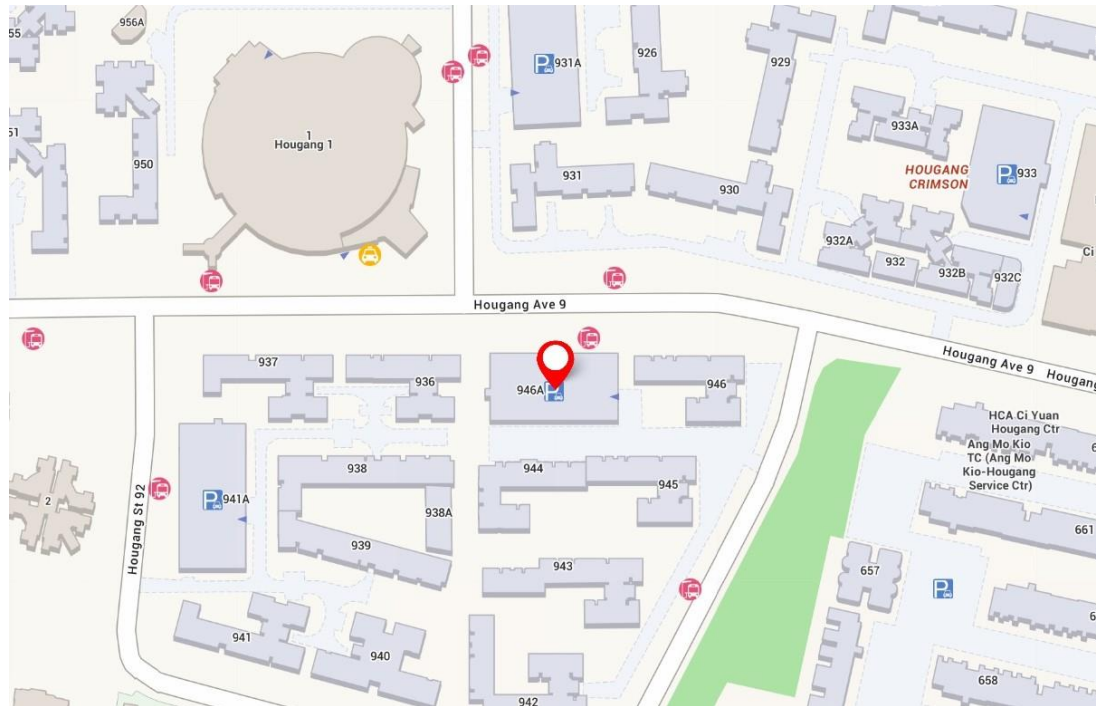 956A
55
931A
926
929
1
Hougang 1
950
51
933A
HOUGANG
CRIMSON
933
931
930
932A
932
932B
932C
Ci
Hougang Ave 9
Hougang Ave 9
Hougang
937
936
946A
946
HCA Ci Yuan
Hougang Ctr
Ang Mo Kio
TC (Ang Mo
Kio-Hougang
Service Ctr)
6
938
944
945
941A
938A
2
Hougang St 92
939
943
661
657
6
941
940
942
658